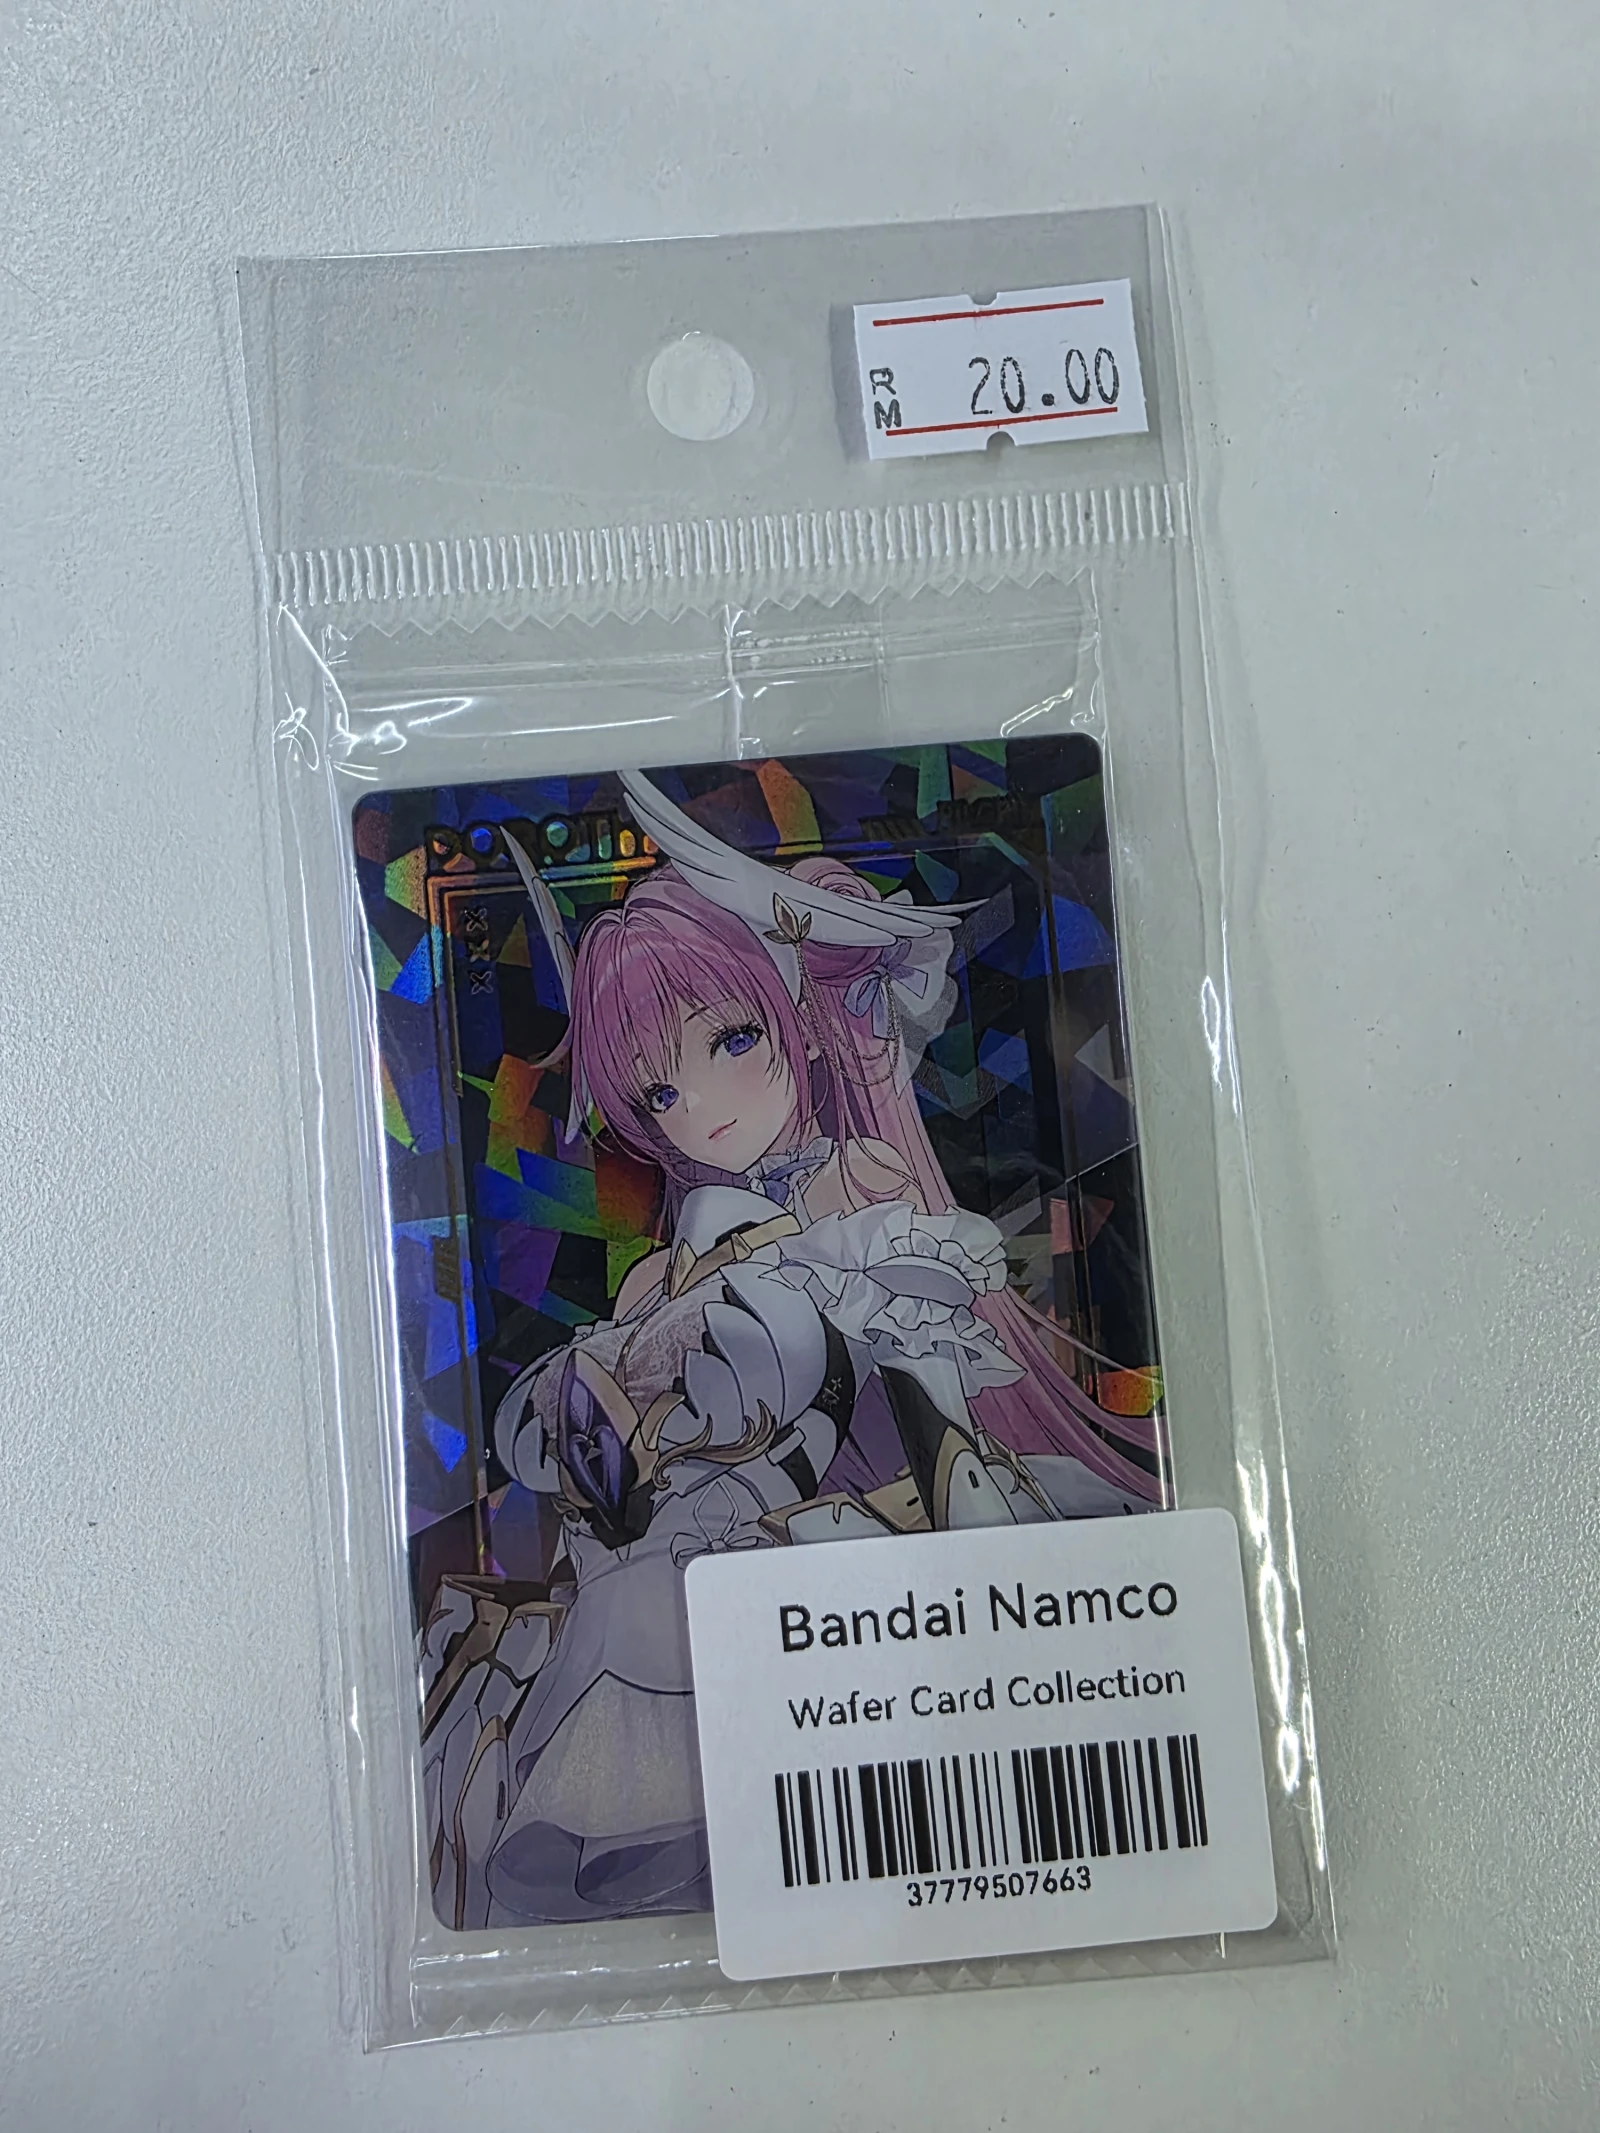 RM 20.00
Bandai Namco
Wafer Card Collection
37779507663